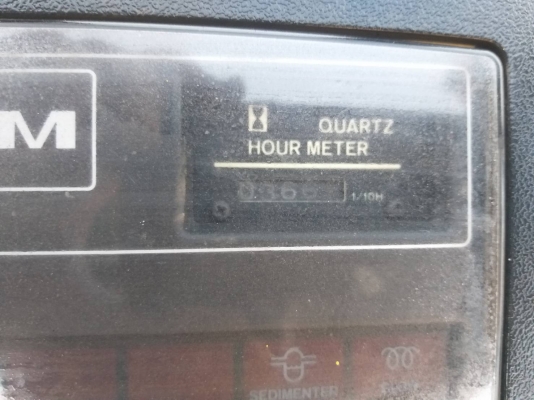 M
QUARTZ
HOUR METER
1/10H
SEDIMENTER